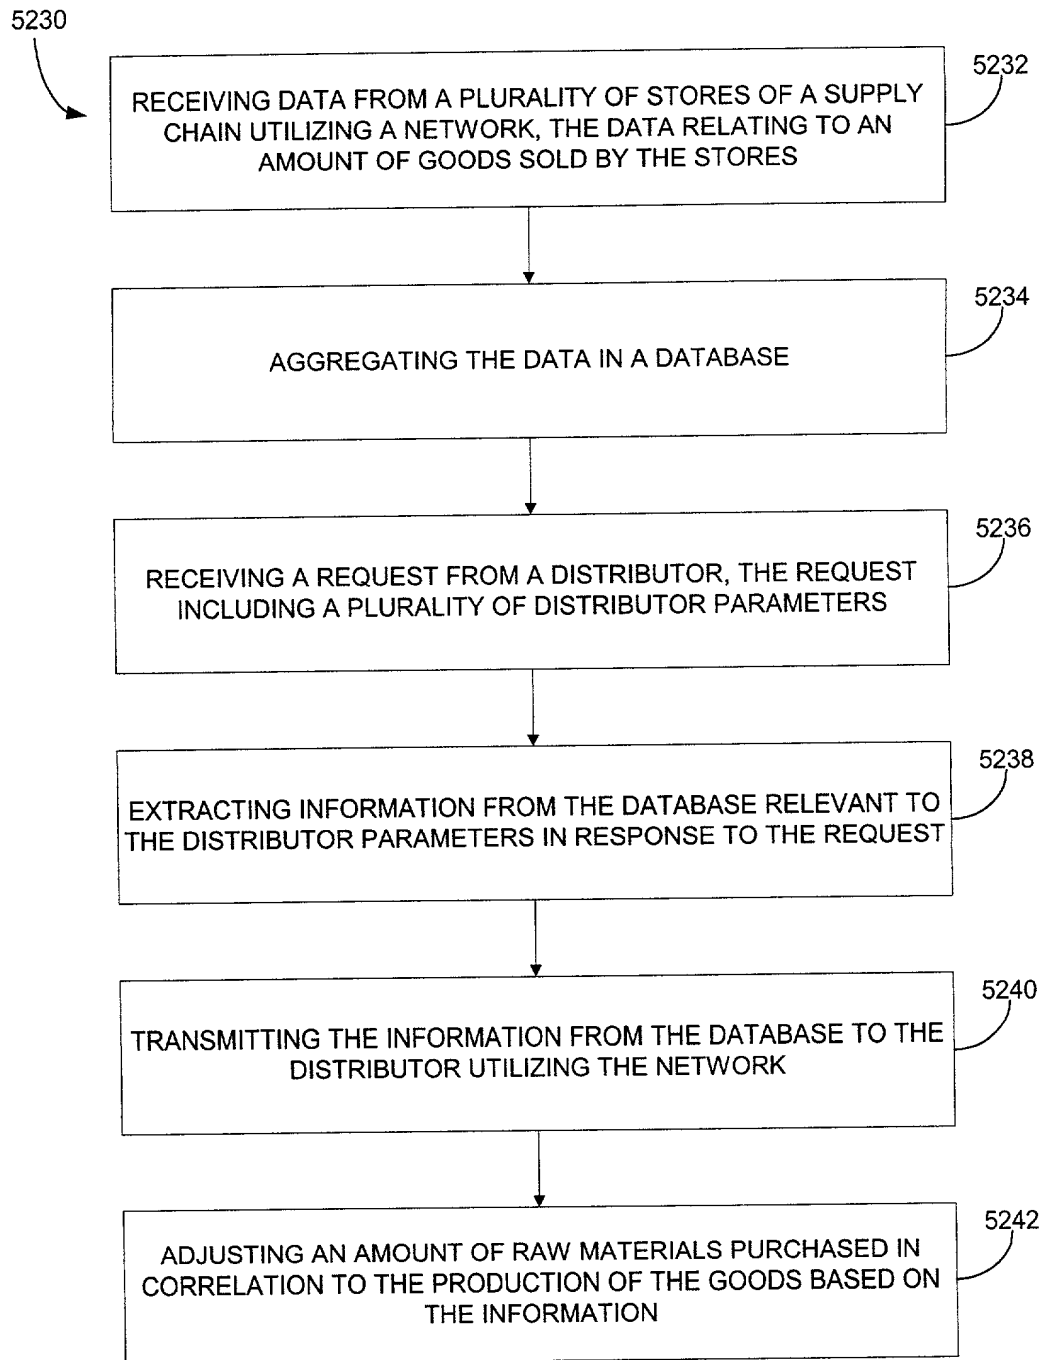 5230
5232
RECEIVING DATA FROM A PLURALITY OF STORES OF A SUPPLY
CHAIN UTILIZING A NETWORK, THE DATA RELATING TO AN
AMOUNT OF GOODS SOLD BY THE STORES
5234
AGGREGATING THE DATA IN A DATABASE
5236
RECEIVING A REQUEST FROM A DISTRIBUTOR, THE REQUEST
INCLUDING A PLURALITY OF DISTRIBUTOR PARAMETERS
5238
EXTRACTING INFORMATION FROM THE DATABASE RELEVANT TO
THE DISTRIBUTOR PARAMETERS IN RESPONSE TO THE REQUEST
5240
TRANSMITTING THE INFORMATION FROM THE DATABASE TO THE
DISTRIBUTOR UTILIZING THE NETWORK
5242
ADJUSTING AN AMOUNT OF RAW MATERIALS PURCHASED IN
CORRELATION TO THE PRODUCTION OF THE GOODS BASED ON
THE INFORMATION